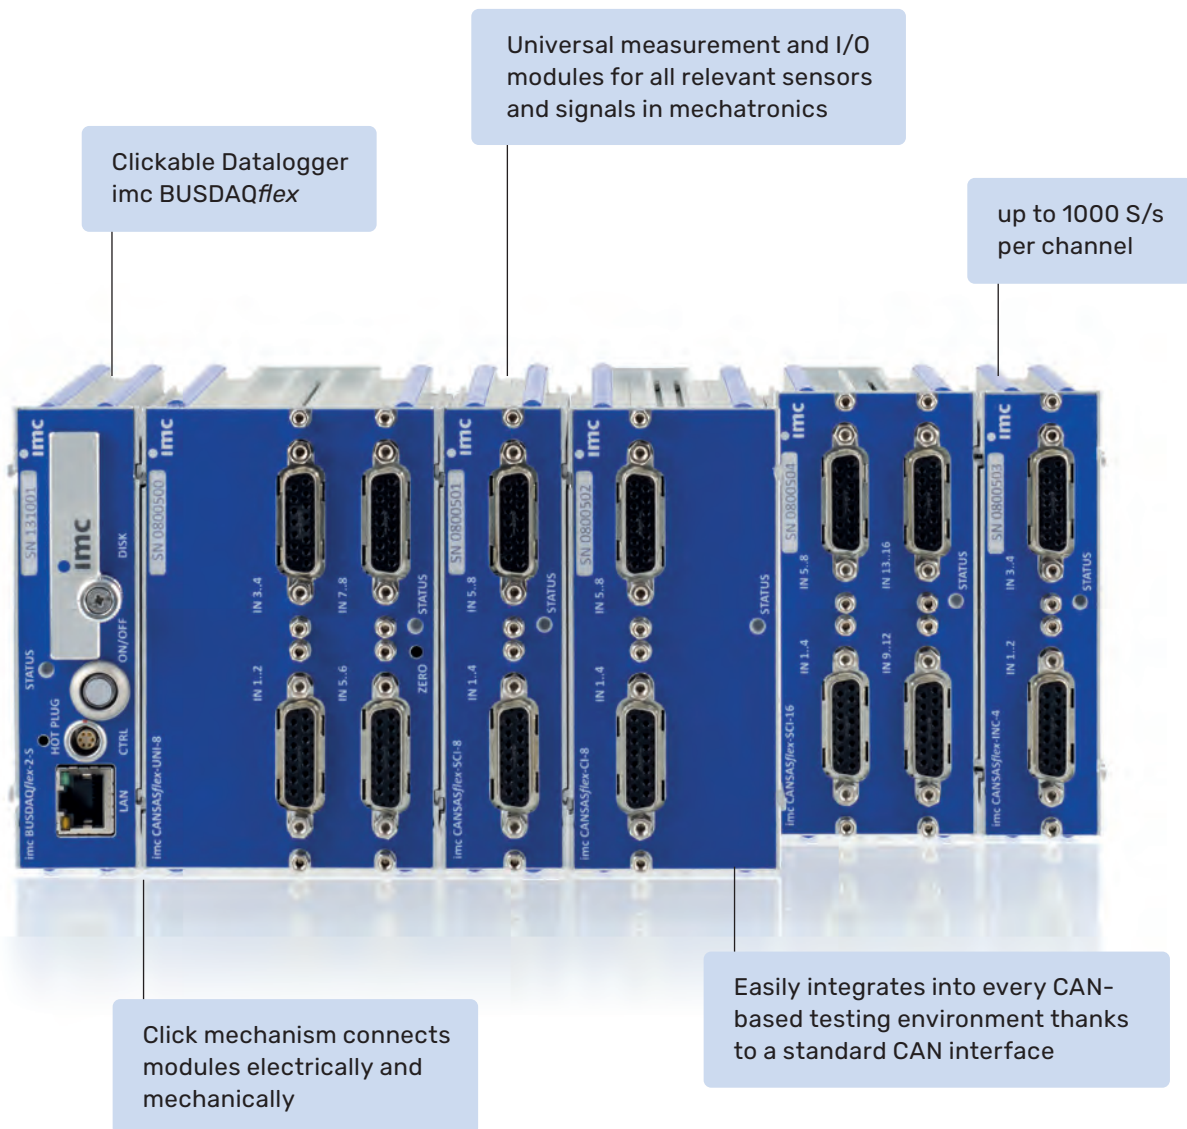 Universal measurement and I/O
modules for all relevant sensors
and signals in mechatronics
Clickable Datalogger
imc BUSDAQflex
up to 1000 S/s
per channel
imc
SN 131001
imc
DISK
ON/OFF
STATUS
HOT PLUG
CTRL
LAN
imc BUSDAQflex-2-S
imc
SN 0800500
IN 3..4
IN 7..8
STATUS
ZERO
IN 1..2
IN 5..6
imc CANSASflex-UNI-8
imc
SN 0800501
IN 5..8
STATUS
IN 1..4
imc CANSASflex-SCI-8
imc
SN 0800502
IN 5..8
STATUS
IN 1..4
imc CANSASflex-CI-8
imc
SN 0800504
IN 5..8
IN 13..16
STATUS
IN 1..4
IN 9..12
imc CANSASflex-SCI-16
imc
SN 0800503
IN 3..4
STATUS
IN 1..2
imc CANSASflex-INC-4
Easily integrates into every CAN-
based testing environment thanks
to a standard CAN interface
Click mechanism connects
modules electrically and
mechanically